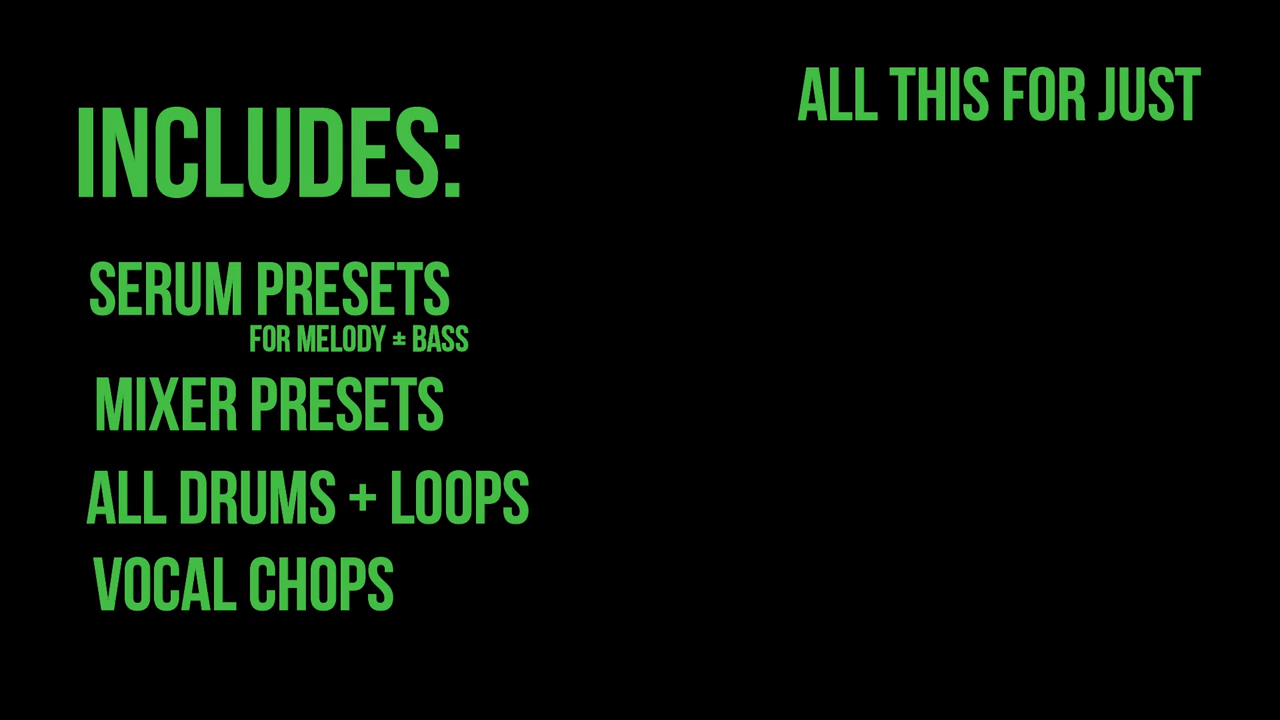 INCLUDES:
SERUM PRESETS
FOR MELODY + BASS
MIXER PRESETS
ALL DRUMS + LOOPS
VOCAL CHOPS
ALL THIS FOR JUST